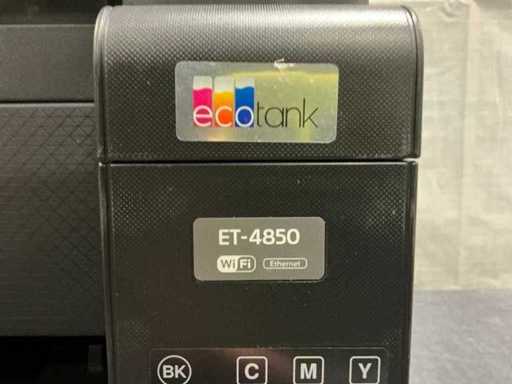 ecotank
ET-4850
WiFi Ethernet
BK C M Y